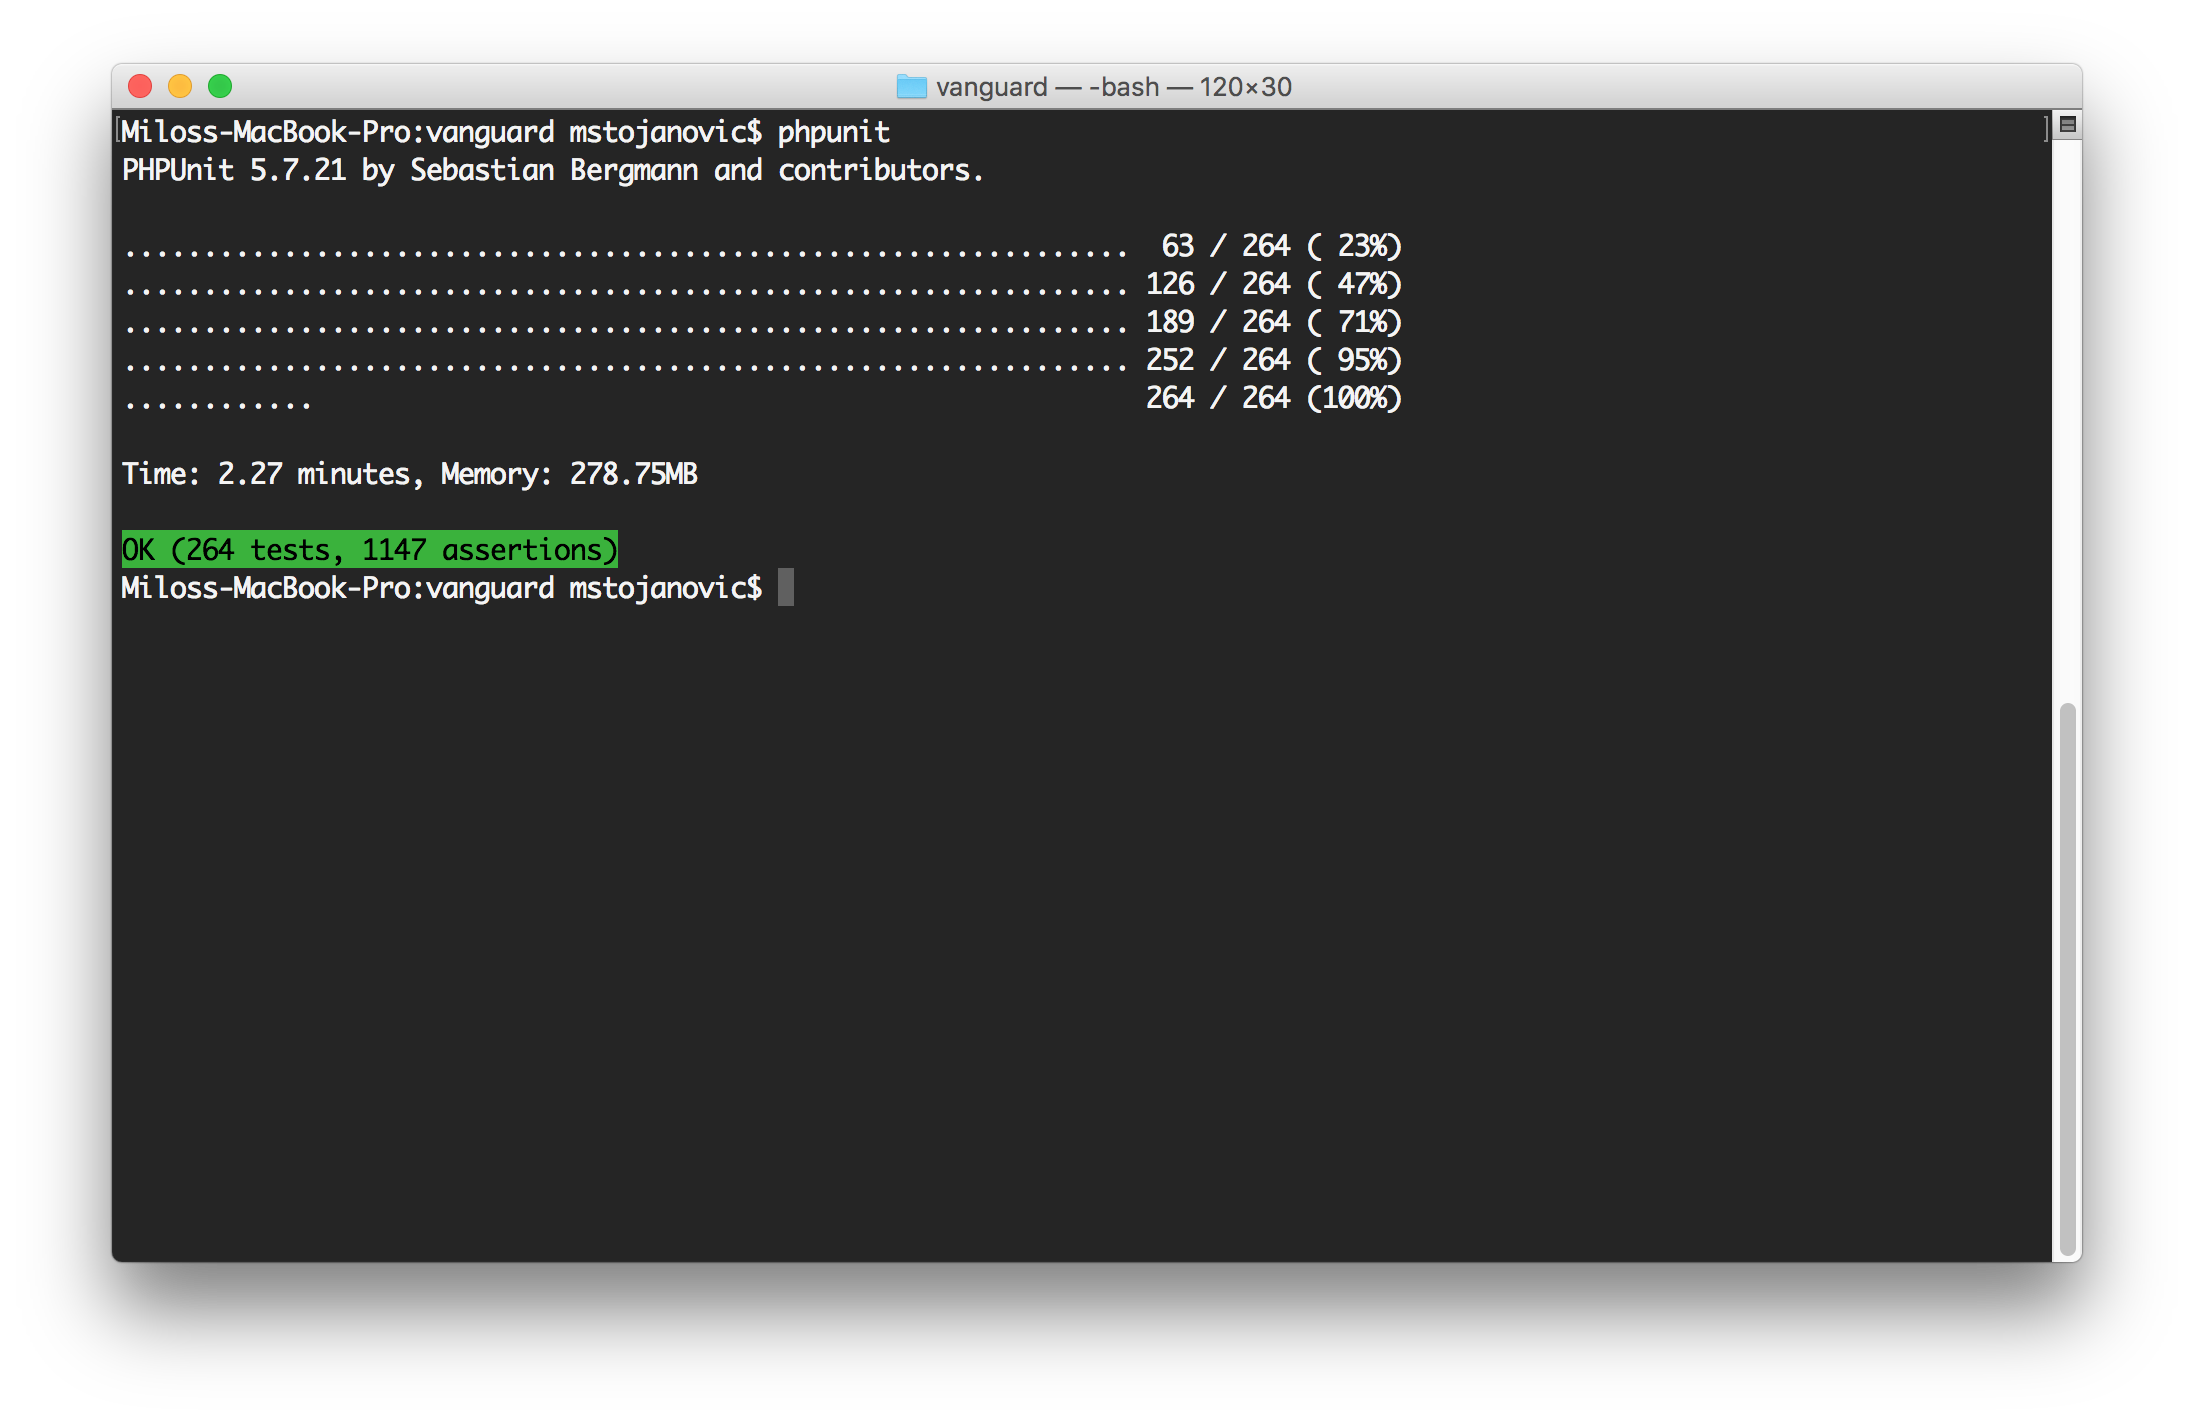 vanguard — -bash — 120×30
Miloss-MacBook-Pro:vanguard mstojanovic$ phpunit
PHPUnit 5.7.21 by Sebastian Bergmann and contributors.
...............................................................  63 / 264 ( 23%)
............................................................... 126 / 264 ( 47%)
............................................................... 189 / 264 ( 71%)
............................................................... 252 / 264 ( 95%)
............                                                    264 / 264 (100%)
Time: 2.27 minutes, Memory: 278.75MB
OK (264 tests, 1147 assertions)
Miloss-MacBook-Pro:vanguard mstojanovic$